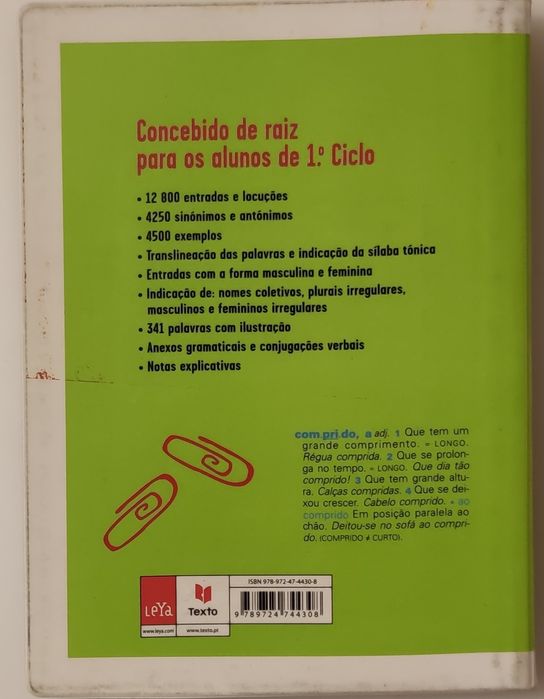 Concebido de raiz
para os alunos de 1.º Ciclo
• 12 800 entradas e locuções
• 4250 sinónimos e antónimos
• 4500 exemplos
• Translineação das palavras e indicação da sílaba tónica
• Entradas com a forma masculina e feminina
• Indicação de: nomes coletivos, plurais irregulares,
masculinos e femininos irregulares
• 341 palavras com ilustração
• Anexos gramaticais e conjugações verbais
• Notas explicativas
com.pri.do, a adj. 1 Que tem um
grande comprimento. = LONGO.
Régua comprida. 2 Que se prolon-
ga no tempo. = LONGO. Que dia tão
comprido! 3 Que tem grande altu-
ra. Calças compridas. 4 Que se dei-
xou crescer. Cabelo comprido. • ao
comprido Em posição paralela ao
chão. Deitou-se no sofá ao compri-
do. (COMPRIDO ≠ CURTO).
LeYa
www.leya.com
Texto
www.texto.pt
ISBN 978-972-47-4430-8
9 789724 744308